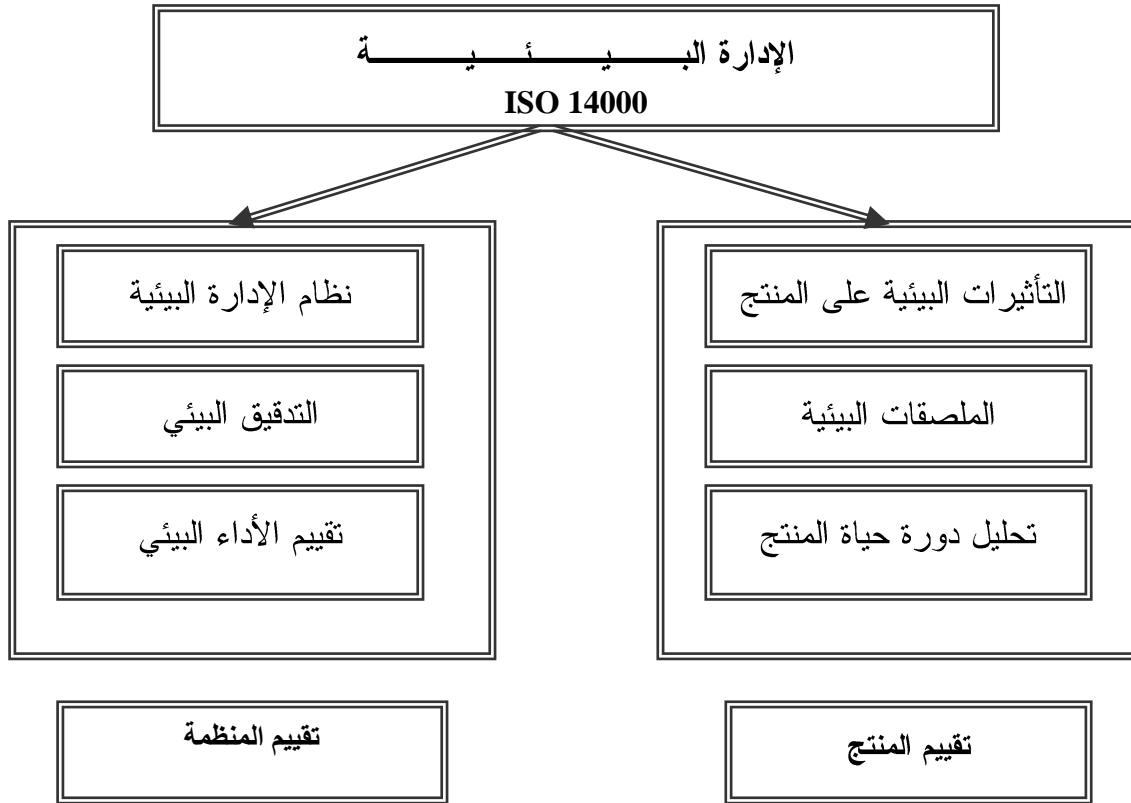 الإدارة البـــــيـــــئـــــيـــــة
ISO 14000
التأثيرات البيئية على المنتج
الملصقات البيئية
تحليل دورة حياة المنتج
تقييم المنتج
نظام الإدارة البيئية
التدقيق البيئي
تقييم الأداء البيئي
تقييم المنظمة